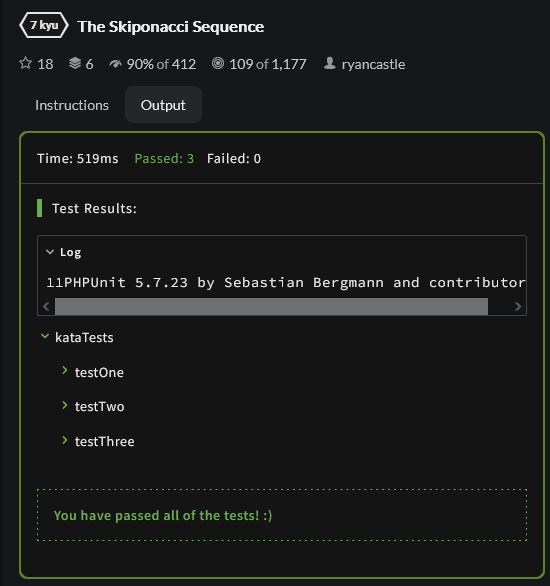 7 kyu The Skiponacci Sequence
18 6 90% of 412 109 of 1,177 ryancastle
Instructions Output
Time: 519ms Passed: 3 Failed: 0
Test Results:
Log
11PHPUnit 5.7.23 by Sebastian Bergmann and contributor
kataTests
testOne
testTwo
testThree
You have passed all of the tests! :)